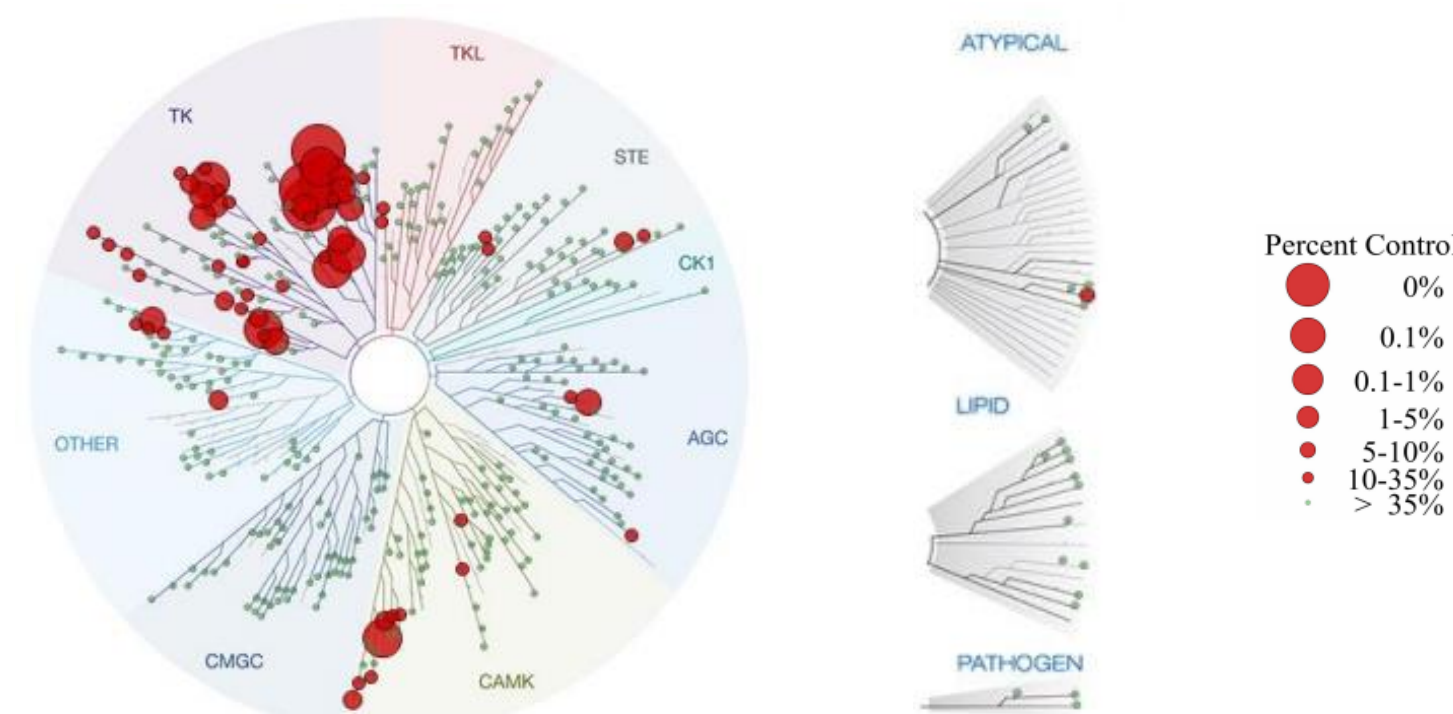 TKL
TK
STE
CK1
AGC
OTHER
CMGC
CAMK
ATYPICAL
LIPID
PATHOGEN
Percent Control
0%
0.1%
0.1-1%
1-5%
5-10%
10-35%
> 35%